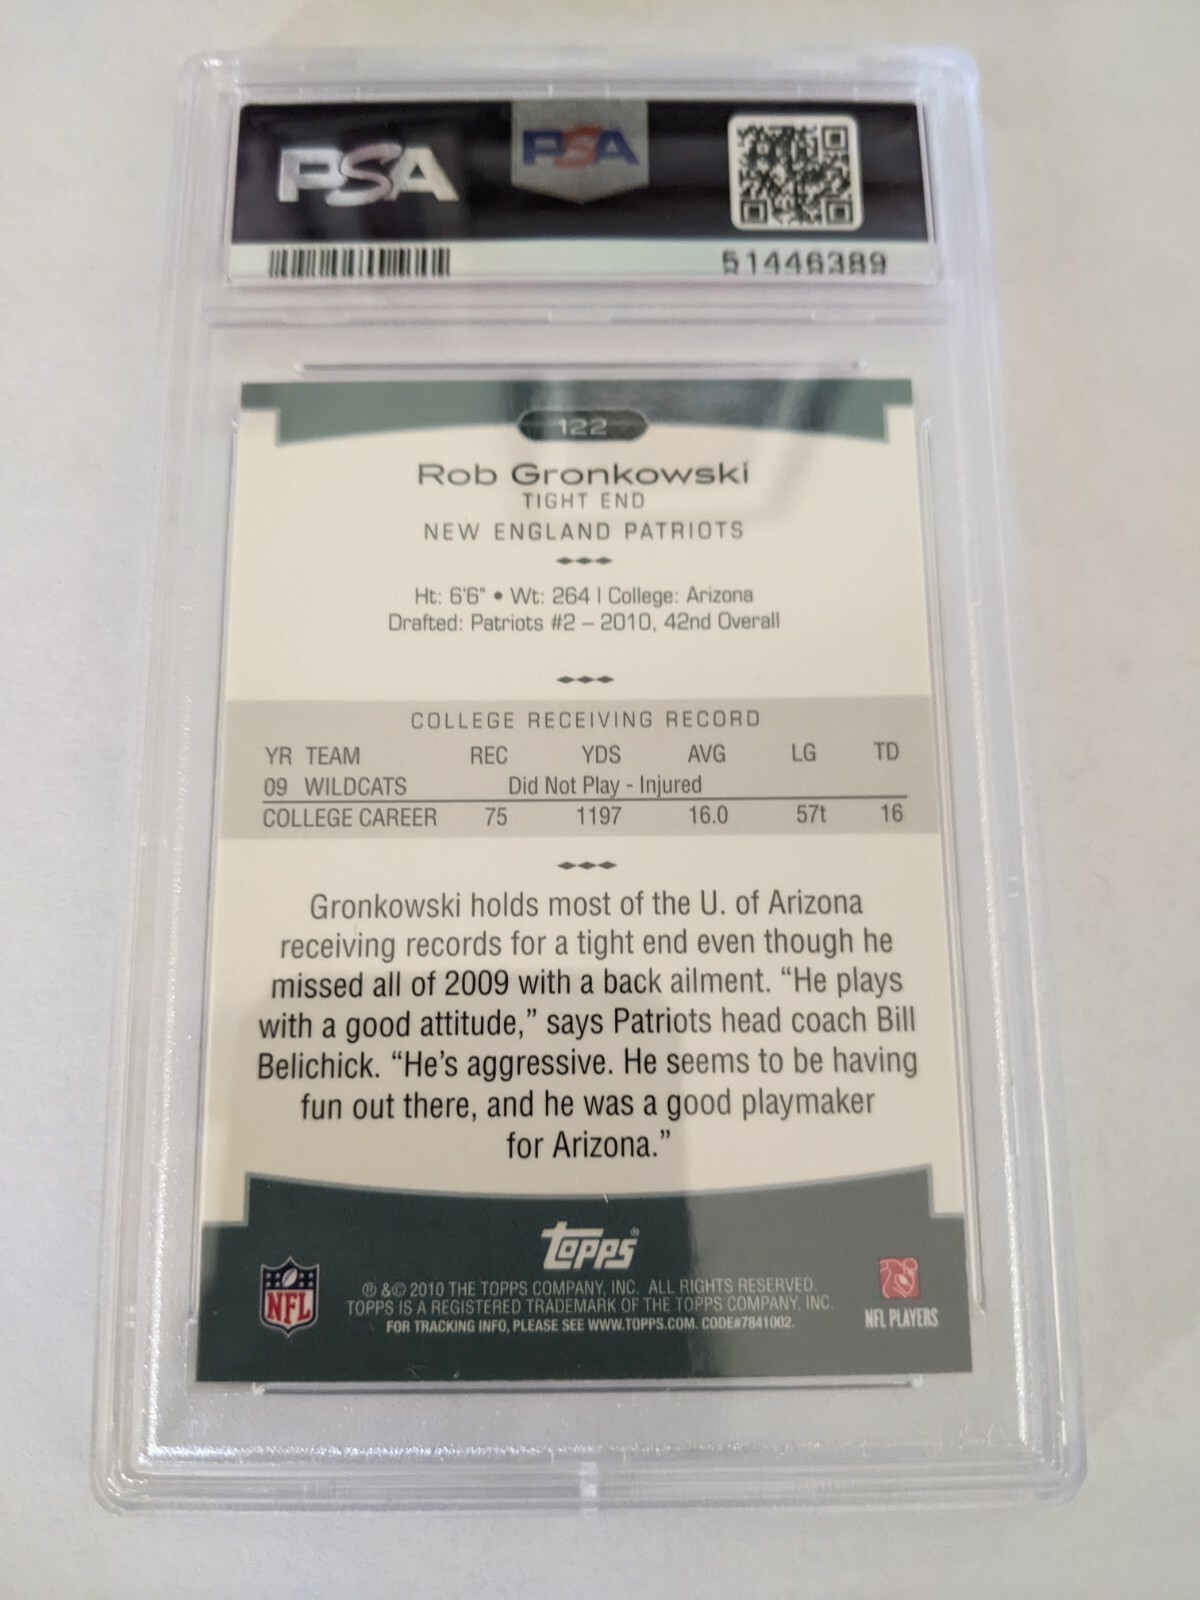 PSA PSA
51446389
122
Rob Gronkowski
TIGHT END
NEW ENGLAND PATRIOTS
Ht: 6'6" • Wt: 264 | College: Arizona
Drafted: Patriots #2 – 2010, 42nd Overall
COLLEGE RECEIVING RECORD
YR TEAM REC YDS AVG LG TD
09 WILDCATS Did Not Play - Injured
COLLEGE CAREER 75 1197 16.0 57t 16
Gronkowski holds most of the U. of Arizona
receiving records for a tight end even though he
missed all of 2009 with a back ailment. “He plays
with a good attitude,” says Patriots head coach Bill
Belichick. “He’s aggressive. He seems to be having
fun out there, and he was a good playmaker
for Arizona.”
topps®
NFL
® & © 2010 THE TOPPS COMPANY, INC. ALL RIGHTS RESERVED.
TOPPS IS A REGISTERED TRADEMARK OF THE TOPPS COMPANY, INC.
FOR TRACKING INFO, PLEASE SEE WWW.TOPPS.COM. CODE#7841002.
NFL PLAYERS